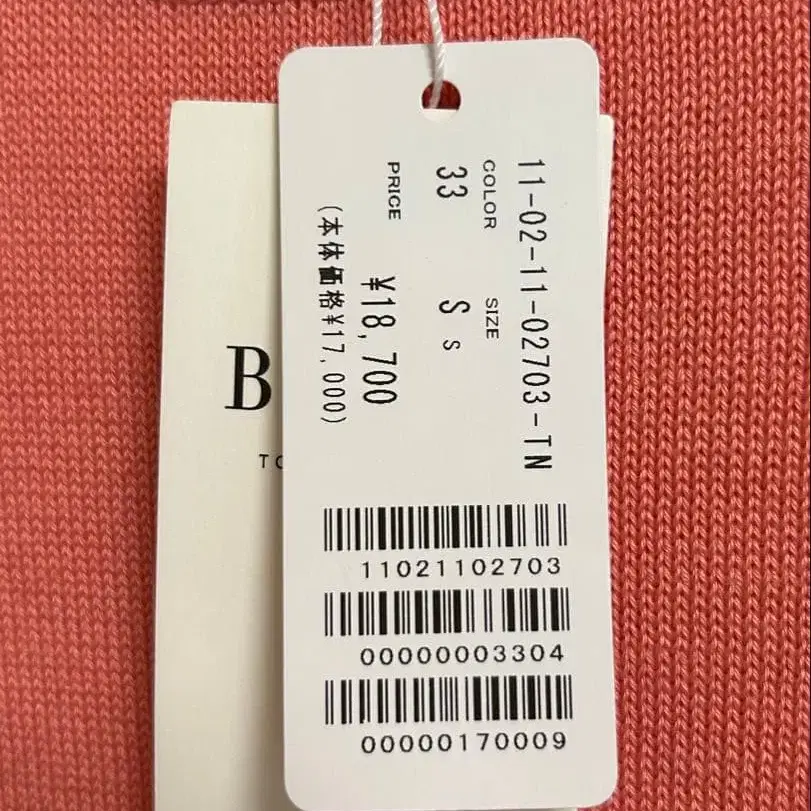 11-02-11-02703-TN
COLOR SIZE
33 S s
PRICE ¥18,700
(本体価格¥17,000)
11021102703
00000003304
00000170009
B
TO